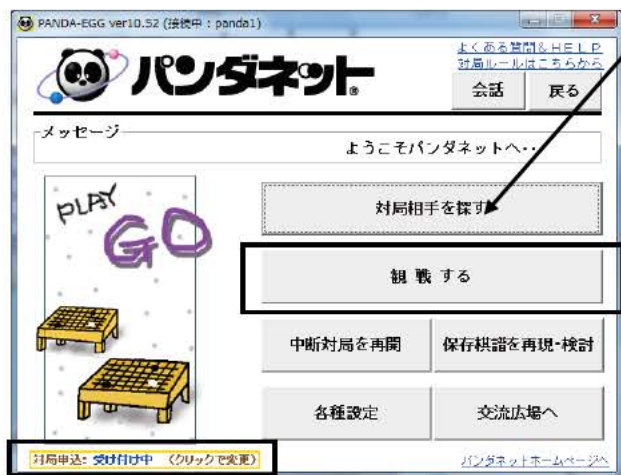 PANDA-EGG ver10.52 (接続中 : panda1)
パンダネット®
よくある質問&HELP
対局ルールはこちらから
会話
戻る
メッセージ
ようこそパンダネットへ・・
PLAY
GO
対局相手を探す
観 戦 する
中断対局を再開
保存棋譜を再現・検討
各種設定
交流広場へ
対局申込: 受け付け中 (クリックで変更)
パンダネットホームページへ